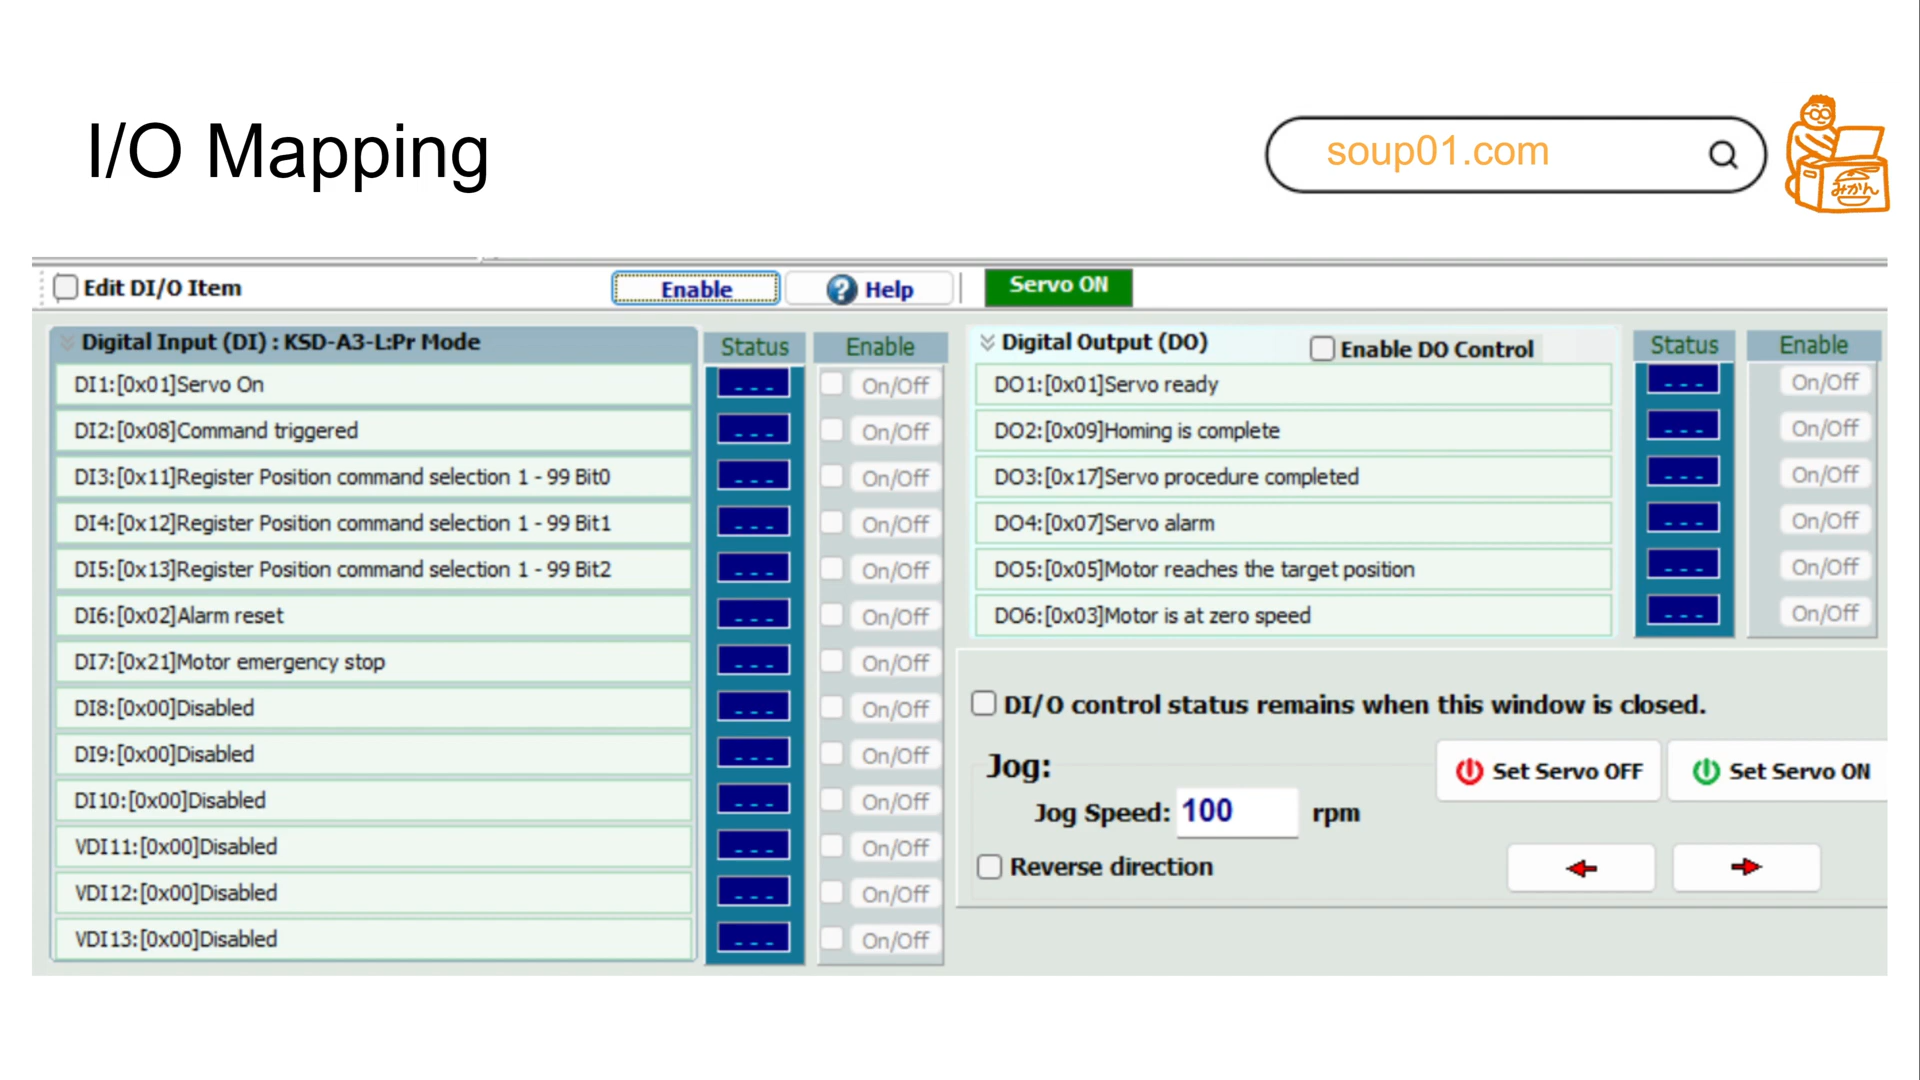 I/O Mapping
soup01.com
みかん
Edit DI/O Item
Enable
Help
Servo ON
Digital Input (DI) : KSD-A3-L:Pr Mode
Status
Enable
DI1:[0x01]Servo On
- - -
On/Off
DI2:[0x08]Command triggered
- - -
On/Off
DI3:[0x11]Register Position command selection 1 - 99 Bit0
- - -
On/Off
DI4:[0x12]Register Position command selection 1 - 99 Bit1
- - -
On/Off
DI5:[0x13]Register Position command selection 1 - 99 Bit2
- - -
On/Off
DI6:[0x02]Alarm reset
- - -
On/Off
DI7:[0x21]Motor emergency stop
- - -
On/Off
DI8:[0x00]Disabled
- - -
On/Off
DI9:[0x00]Disabled
- - -
On/Off
DI10:[0x00]Disabled
- - -
On/Off
VDI11:[0x00]Disabled
- - -
On/Off
VDI12:[0x00]Disabled
- - -
On/Off
VDI13:[0x00]Disabled
- - -
On/Off
Digital Output (DO)
Enable DO Control
Status
Enable
DO1:[0x01]Servo ready
- - -
On/Off
DO2:[0x09]Homing is complete
- - -
On/Off
DO3:[0x17]Servo procedure completed
- - -
On/Off
DO4:[0x07]Servo alarm
- - -
On/Off
DO5:[0x05]Motor reaches the target position
- - -
On/Off
DO6:[0x03]Motor is at zero speed
- - -
On/Off
DI/O control status remains when this window is closed.
Jog:
Set Servo OFF
Set Servo ON
Jog Speed: 100 rpm
Reverse direction